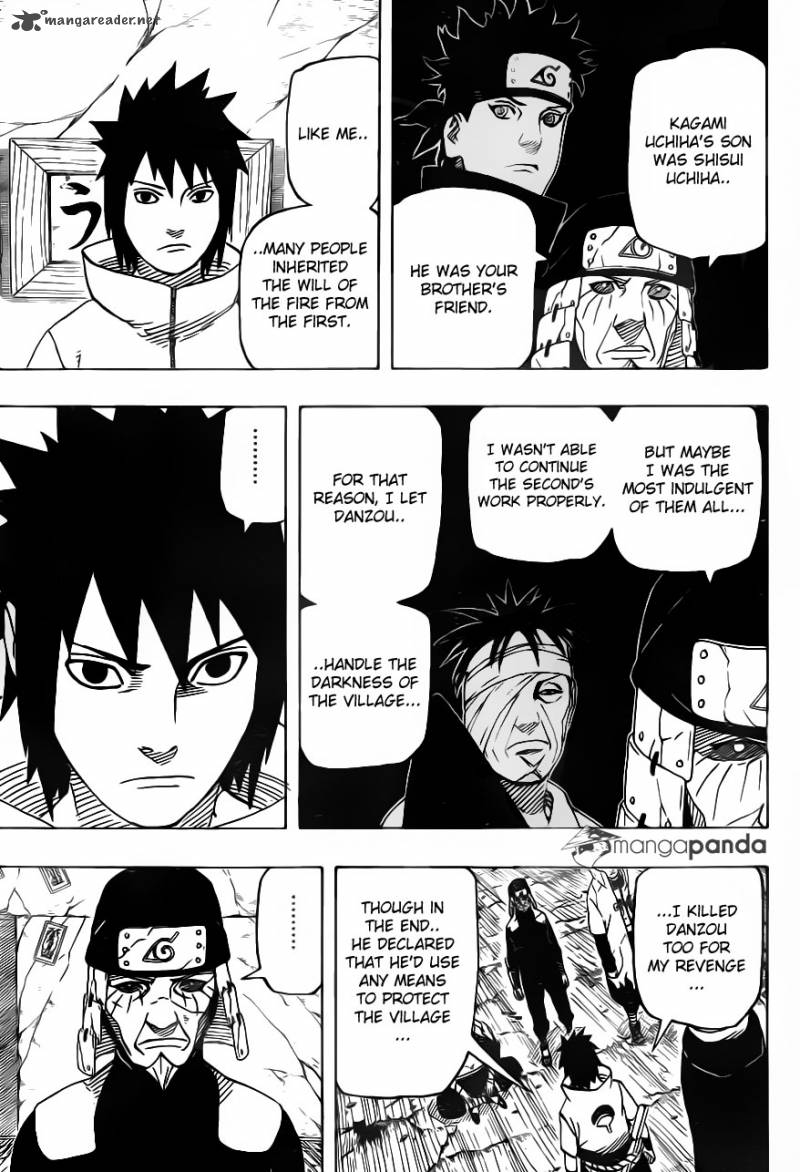 mangareader.net
KAGAMI
UCHIHA'S SON
WAS SHISUI
UCHIHA..
HE WAS YOUR
BROTHER'S
FRIEND.
LIKE ME..
..MANY PEOPLE
INHERITED
THE WILL OF
THE FIRE FROM
THE FIRST.
う
BUT MAYBE
I WAS THE
MOST INDULGENT
OF THEM ALL...
I WASN'T ABLE
TO CONTINUE
THE SECOND'S
WORK PROPERLY.
FOR THAT
REASON, I LET
DANZOU..
..HANDLE THE
DARKNESS OF
THE VILLAGE...
.........
mangapanda
...I KILLED
DANZOU
TOO FOR
MY REVENGE
...
THOUGH IN
THE END..
HE DECLARED
THAT HE'D USE
ANY MEANS
TO PROTECT
THE VILLAGE
...
.........